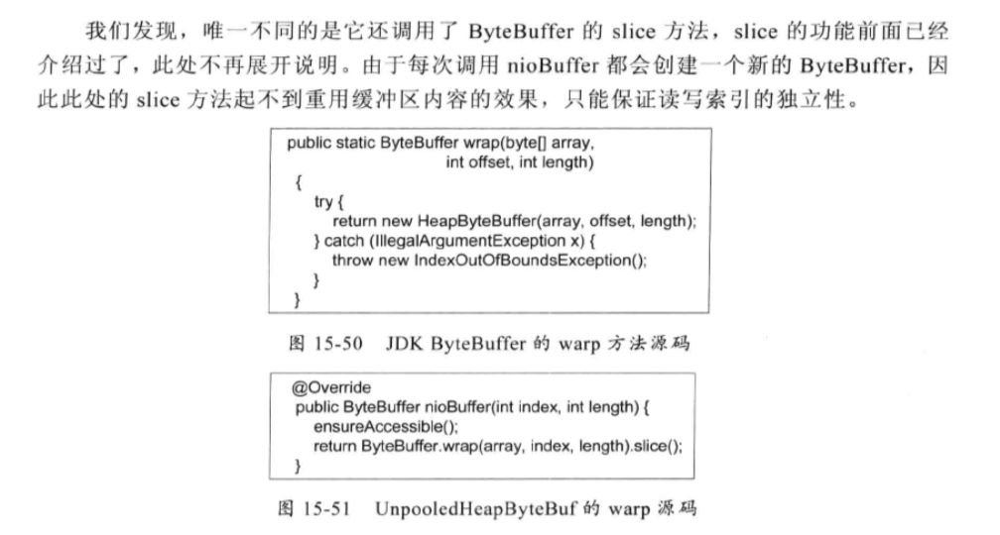 我们发现，唯一不同的是它还调用了 ByteBuffer 的 slice 方法，slice 的功能前面已经
介绍过了，此处不再展开说明。由于每次调用 nioBuffer 都会创建一个新的 ByteBuffer，因
此此处的 slice 方法起不到重用缓冲区内容的效果，只能保证读写索引的独立性。
public static ByteBuffer wrap(byte[] array,
int offset, int length)
{
try {
return new HeapByteBuffer(array, offset, length);
} catch (IllegalArgumentException x) {
throw new IndexOutOfBoundsException();
}
}
图 15-50 JDK ByteBuffer 的 warp 方法源码
@Override
public ByteBuffer nioBuffer(int index, int length) {
ensureAccessible();
return ByteBuffer.wrap(array, index, length).slice();
}
图 15-51 UnpooledHeapByteBuf 的 warp 源码